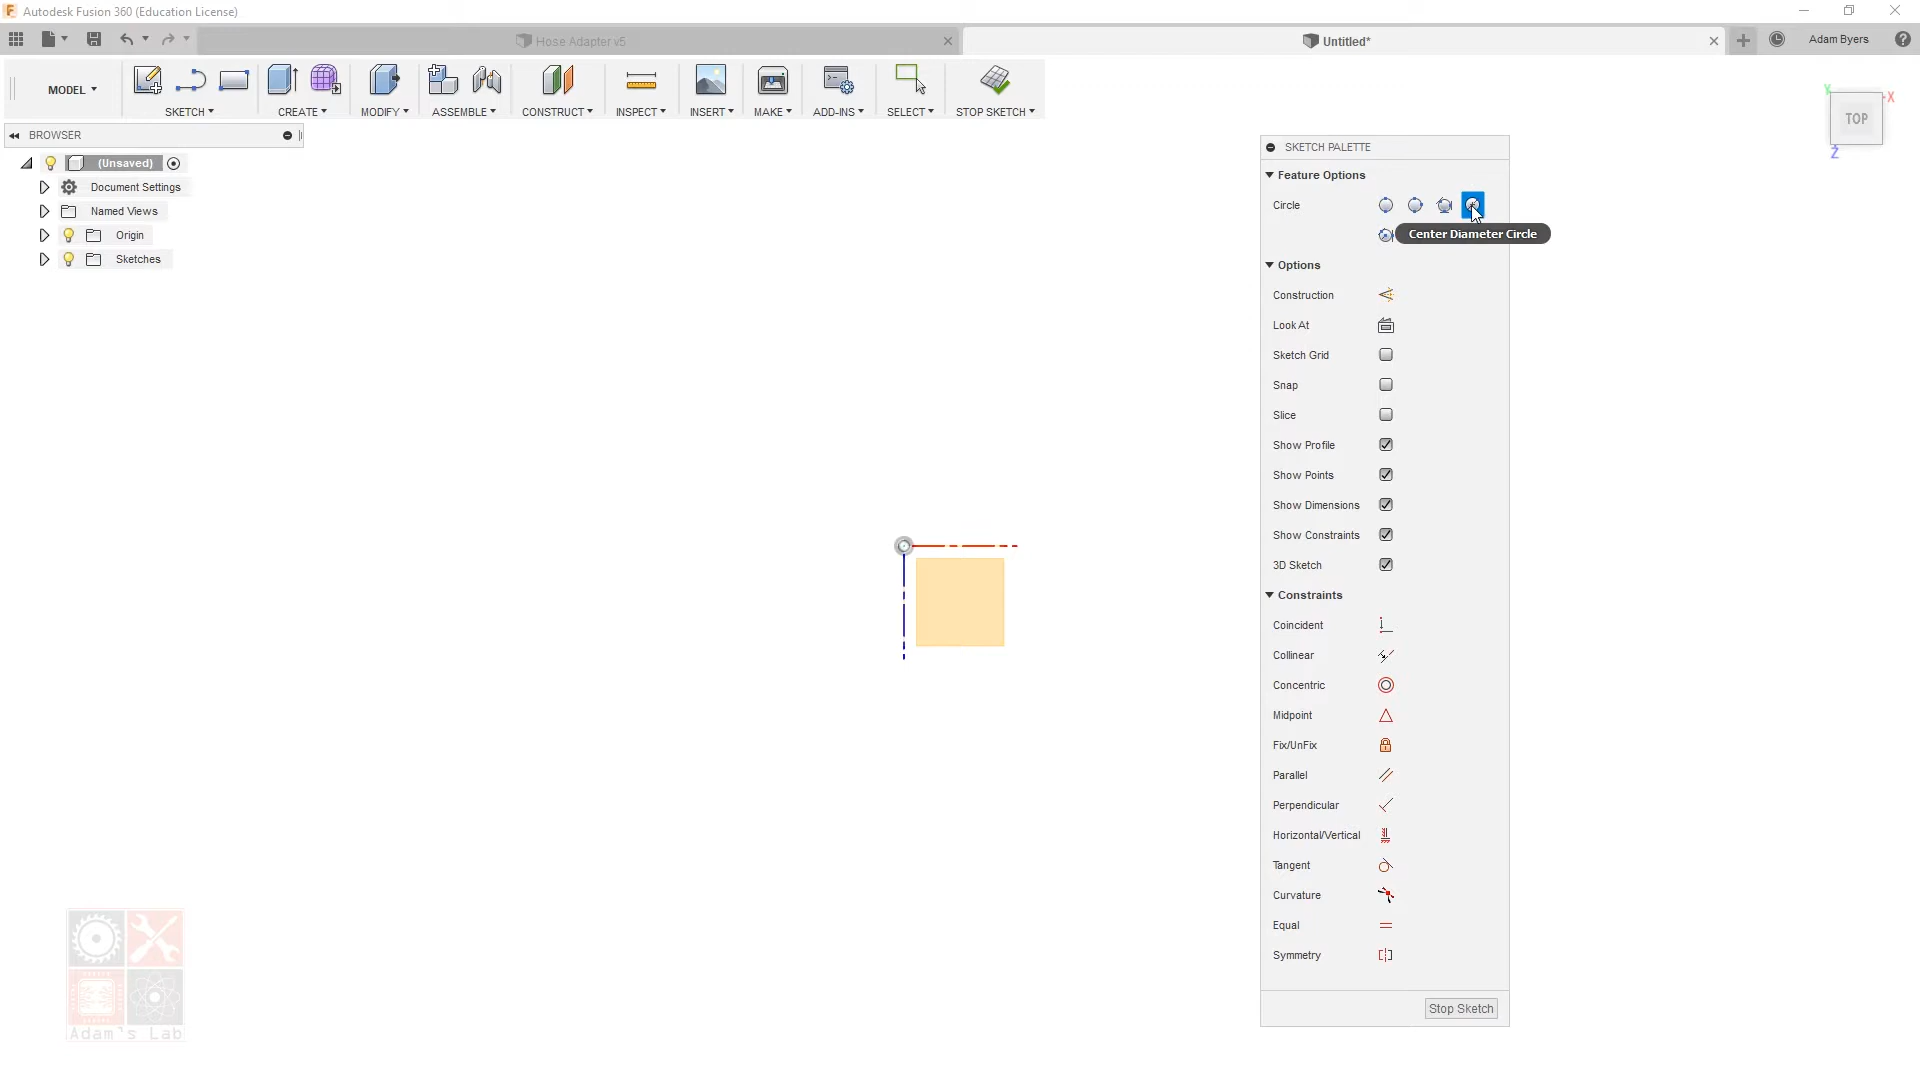 Autodesk Fusion 360 (Education License)
Hose Adapter v5
Untitled*
Adam Byers
MODEL
SKETCH
CREATE
MODIFY
ASSEMBLE
CONSTRUCT
INSPECT
INSERT
MAKE
ADD-INS
SELECT
STOP SKETCH
BROWSER
(Unsaved)
Document Settings
Named Views
Origin
Sketches
Y
X
TOP
Z
SKETCH PALETTE
Feature Options
Circle
Center Diameter Circle
Options
Construction
Look At
Sketch Grid
Snap
Slice
Show Profile
Show Points
Show Dimensions
Show Constraints
3D Sketch
Constraints
Coincident
Collinear
Concentric
Midpoint
Fix/UnFix
Parallel
Perpendicular
Horizontal/Vertical
Tangent
Curvature
Equal
Symmetry
Stop Sketch
Adam's Lab